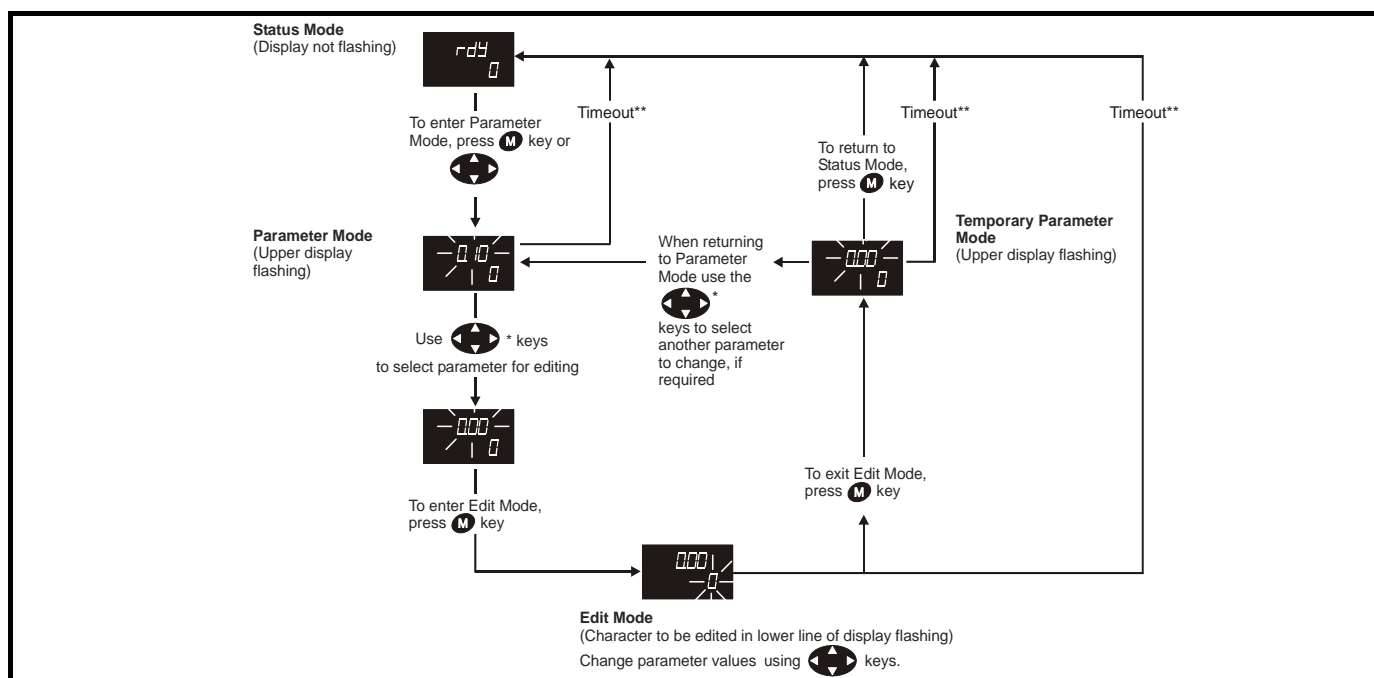 Status Mode
(Display not flashing)
rdy
0
Timeout**
Timeout**
Timeout**
To enter Parameter
Mode, press M key or
To return to
Status Mode,
press M key
Parameter Mode
(Upper display
flashing)
0.10
0
When returning
to Parameter
Mode use the
*
keys to select
another parameter
to change, if
required
0.00
0
Temporary Parameter
Mode
(Upper display flashing)
Use * keys
to select parameter for editing
0.00
0
To enter Edit Mode,
press M key
To exit Edit Mode,
press M key
0.00
0
Edit Mode
(Character to be edited in lower line of display flashing)
Change parameter values using keys.